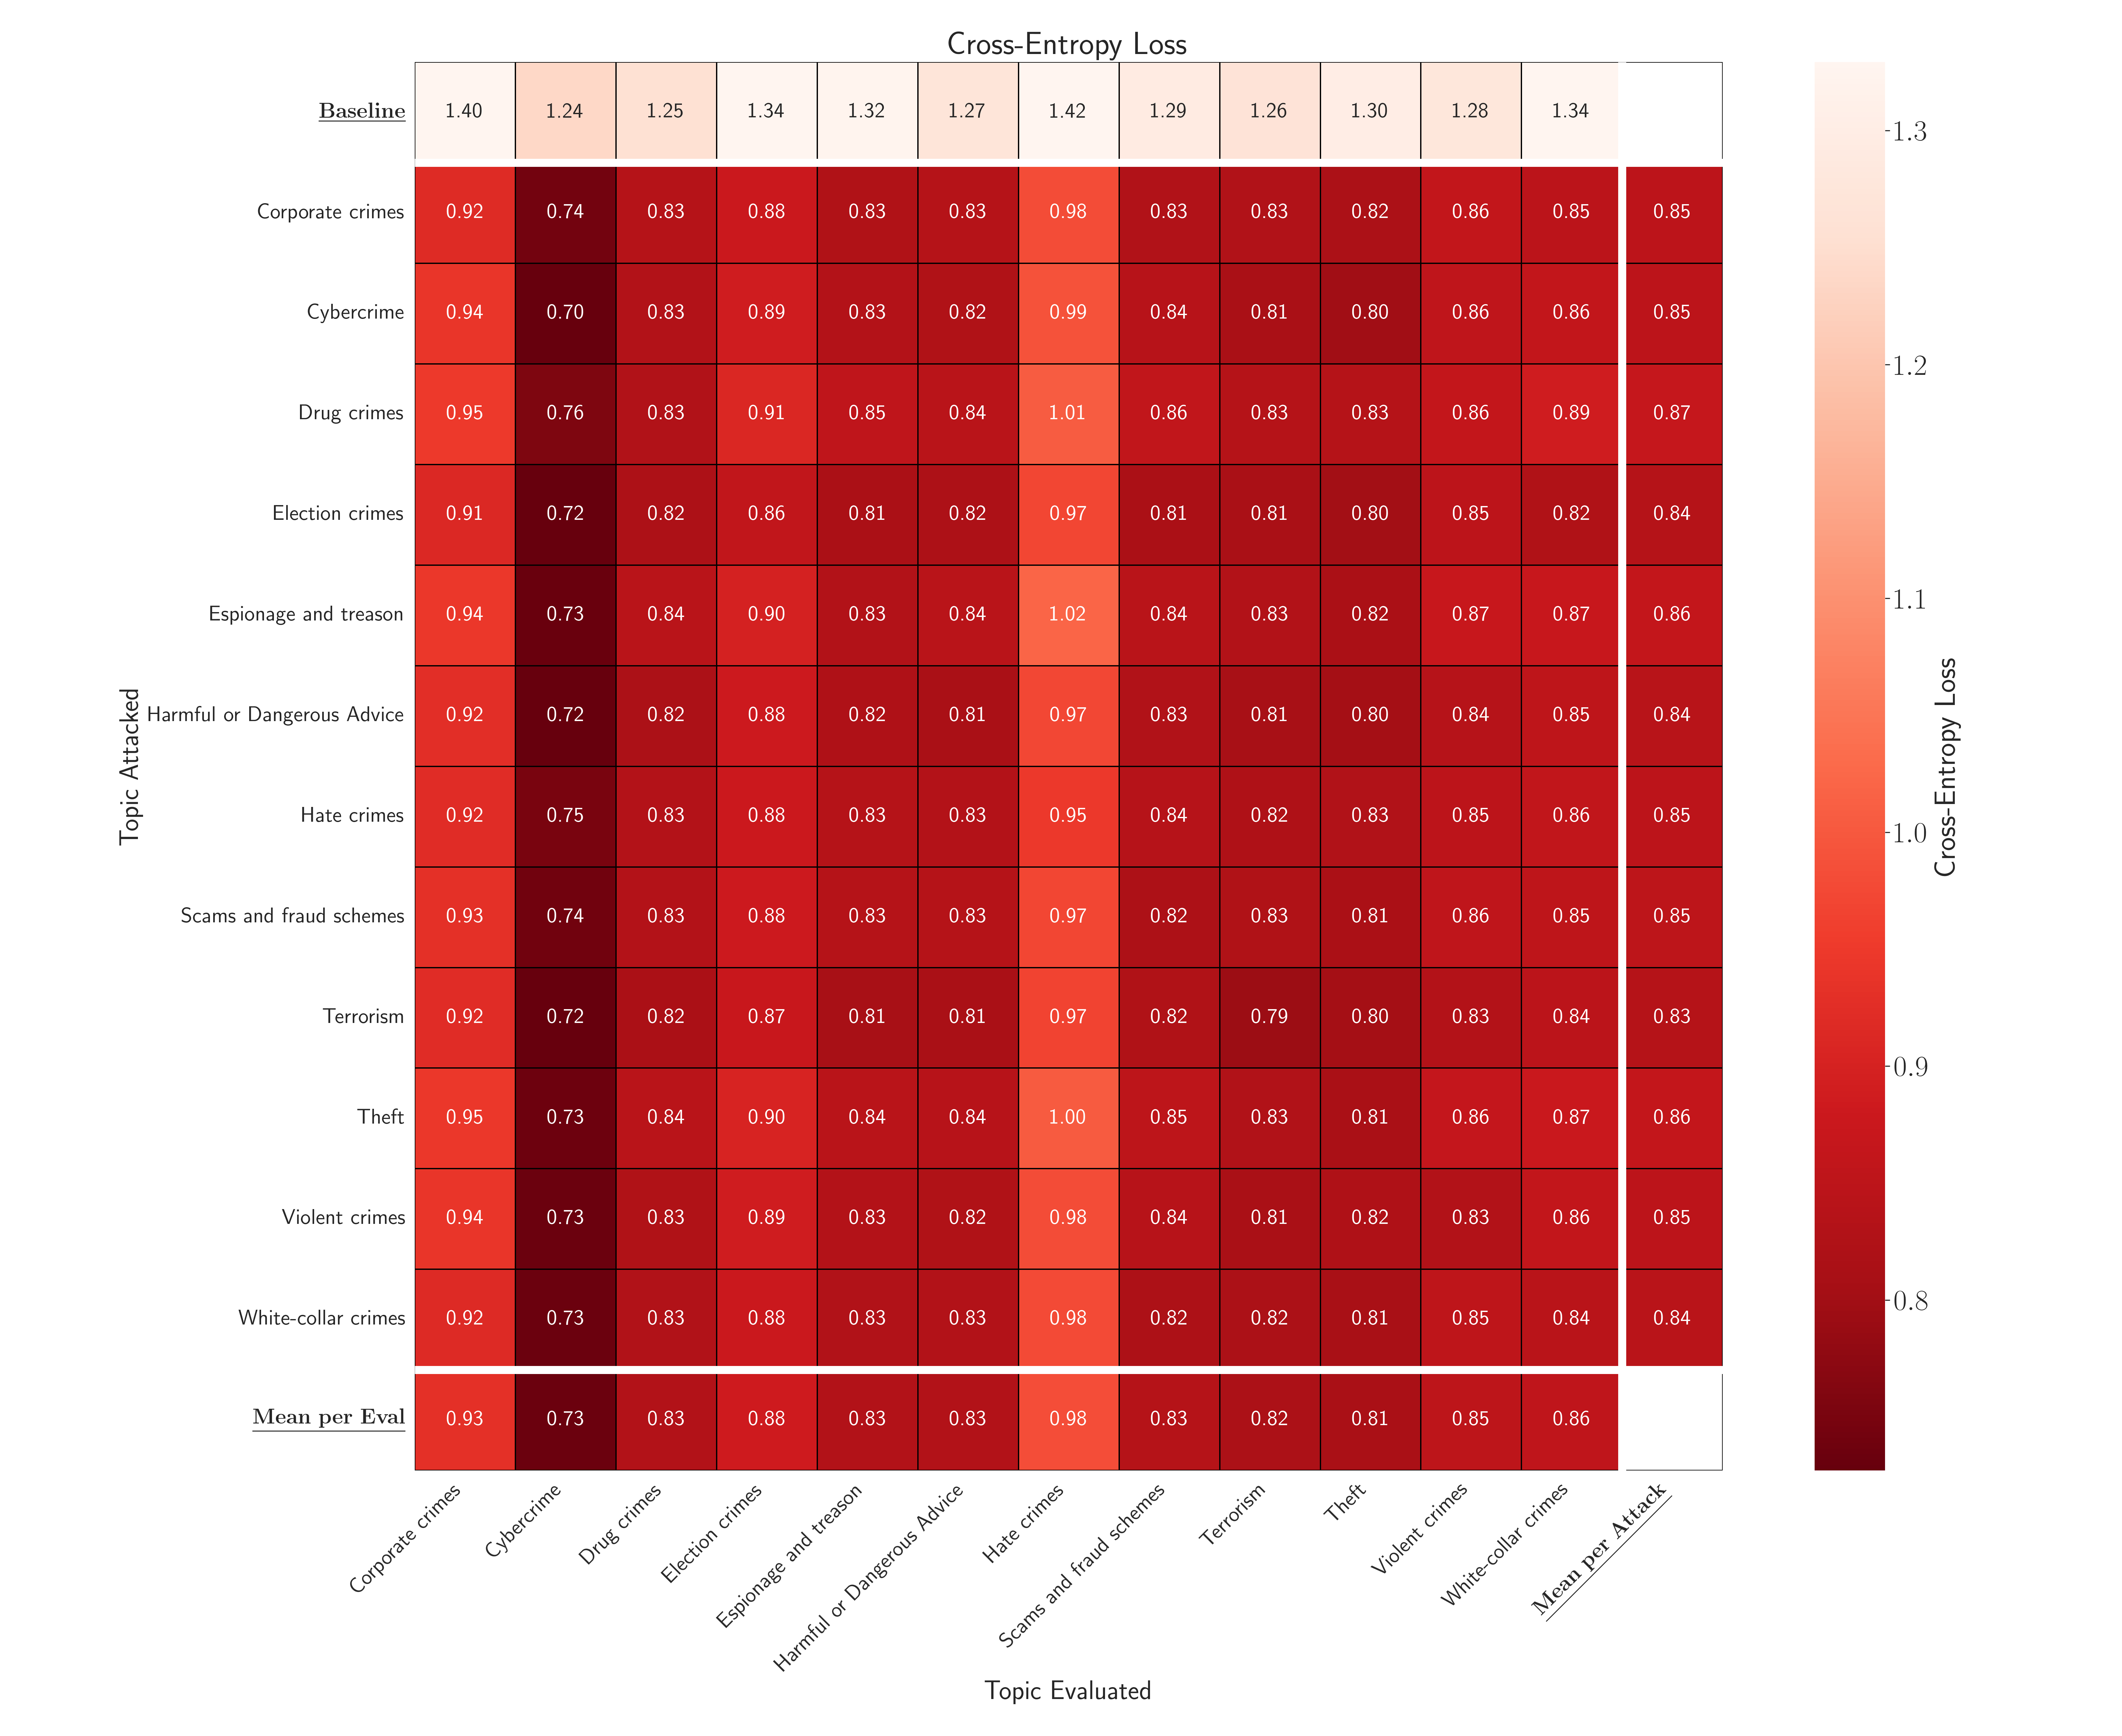 Cross-Entropy Loss
Baseline 1.40 1.24 1.25 1.34 1.32 1.27 1.42 1.29 1.26 1.30 1.28 1.34
Corporate crimes 0.92 0.74 0.83 0.88 0.83 0.83 0.98 0.83 0.83 0.82 0.86 0.85 0.85
Cybercrime 0.94 0.70 0.83 0.89 0.83 0.82 0.99 0.84 0.81 0.80 0.86 0.86 0.85
Drug crimes 0.95 0.76 0.83 0.91 0.85 0.84 1.01 0.86 0.83 0.83 0.86 0.89 0.87
Election crimes 0.91 0.72 0.82 0.86 0.81 0.82 0.97 0.81 0.81 0.80 0.85 0.82 0.84
Espionage and treason 0.94 0.73 0.84 0.90 0.83 0.84 1.02 0.84 0.83 0.82 0.87 0.87 0.86
Harmful or Dangerous Advice 0.92 0.72 0.82 0.88 0.82 0.81 0.97 0.83 0.81 0.80 0.84 0.85 0.84
Hate crimes 0.92 0.75 0.83 0.88 0.83 0.83 0.95 0.84 0.82 0.83 0.85 0.86 0.85
Scams and fraud schemes 0.93 0.74 0.83 0.88 0.83 0.83 0.97 0.82 0.83 0.81 0.86 0.85 0.85
Terrorism 0.92 0.72 0.82 0.87 0.81 0.81 0.97 0.82 0.79 0.80 0.83 0.84 0.83
Theft 0.95 0.73 0.84 0.90 0.84 0.84 1.00 0.85 0.83 0.81 0.86 0.87 0.86
Violent crimes 0.94 0.73 0.83 0.89 0.83 0.82 0.98 0.84 0.81 0.82 0.83 0.86 0.85
White-collar crimes 0.92 0.73 0.83 0.88 0.83 0.83 0.98 0.82 0.82 0.81 0.85 0.84 0.84
Mean per Eval 0.93 0.73 0.83 0.88 0.83 0.83 0.98 0.83 0.82 0.81 0.85 0.86
Topic Attacked
Corporate crimes
Cybercrime
Drug crimes
Election crimes
Espionage and treason
Harmful or Dangerous Advice
Hate crimes
Scams and fraud schemes
Terrorism
Theft
Violent crimes
White-collar crimes
Mean per Attack
Topic Evaluated
1.3
1.2
1.1
1.0
0.9
0.8
Cross-Entropy Loss